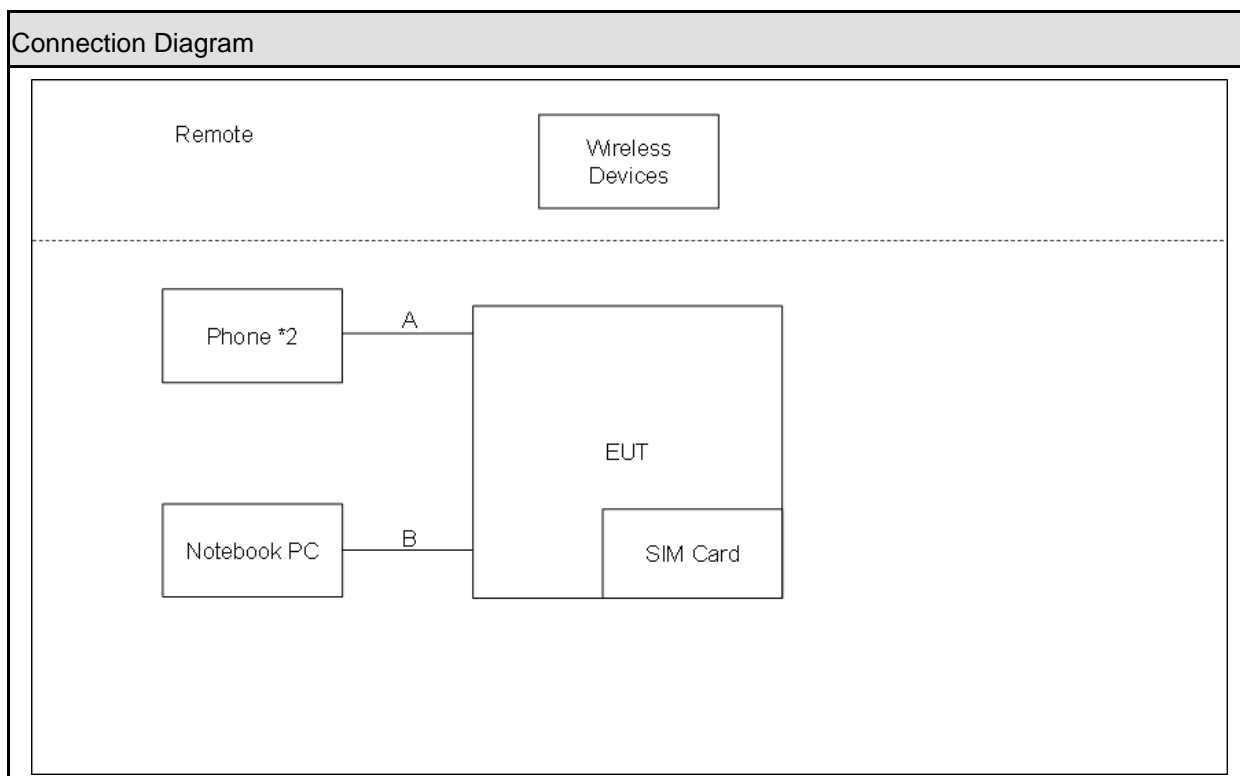 Connection Diagram
Remote
Wireless
Devices
Phone *2
A
EUT
Notebook PC
B
SIM Card